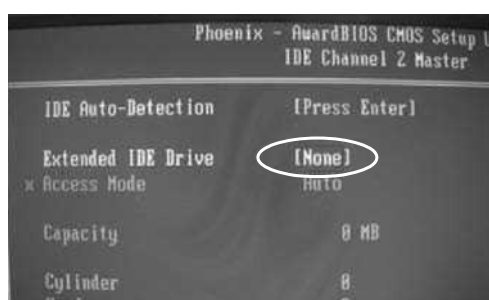 Phoenix - AwardBIOS CMOS Setup
IDE Channel 2 Master
IDE Auto-Detection [Press Enter]
Extended IDE Drive [None]
x Access Mode Auto
Capacity 0 MB
Cylinder 0